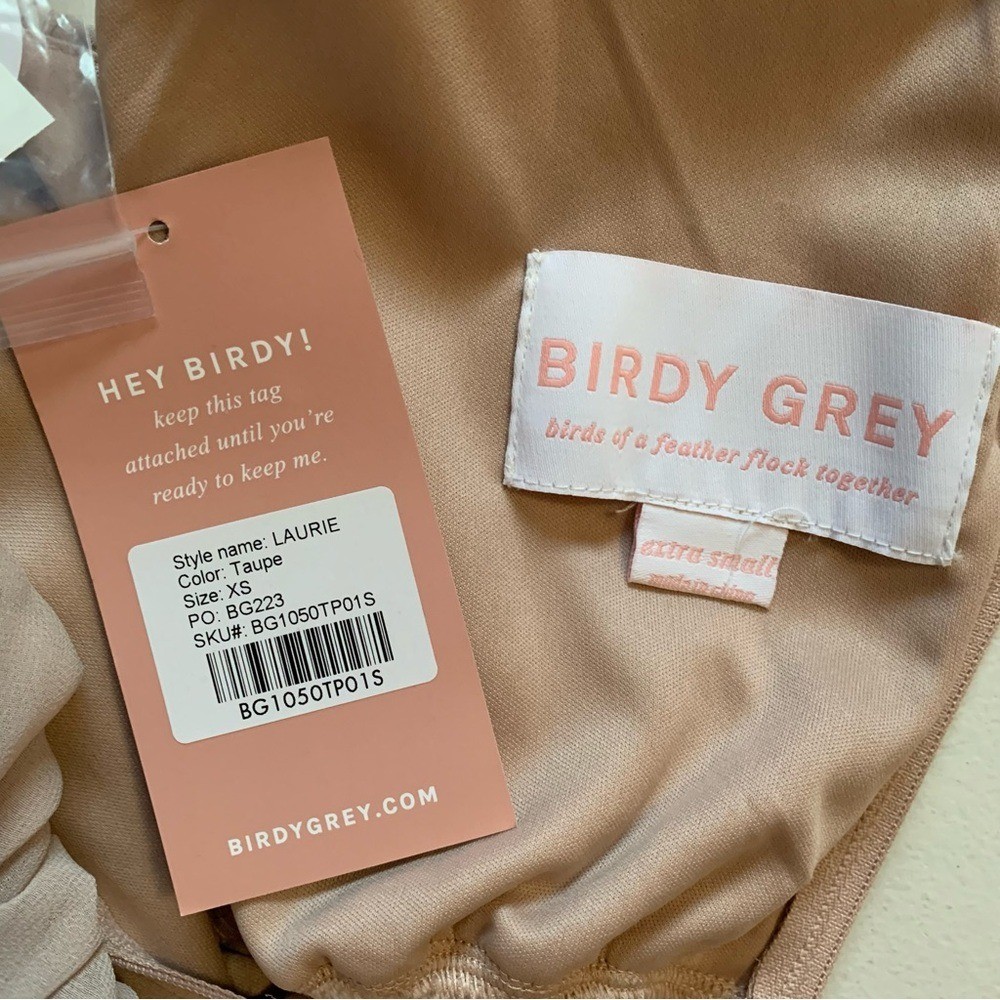 HEY BIRDY!
keep this tag
attached until you're
ready to keep me.
Style name: LAURIE
Color: Taupe
Size: XS
PO: BG223
SKU#: BG1050TP01S
BG1050TP01S
BIRDYGREY.COM
BIRDY GREY
birds of a feather flock together
extra small